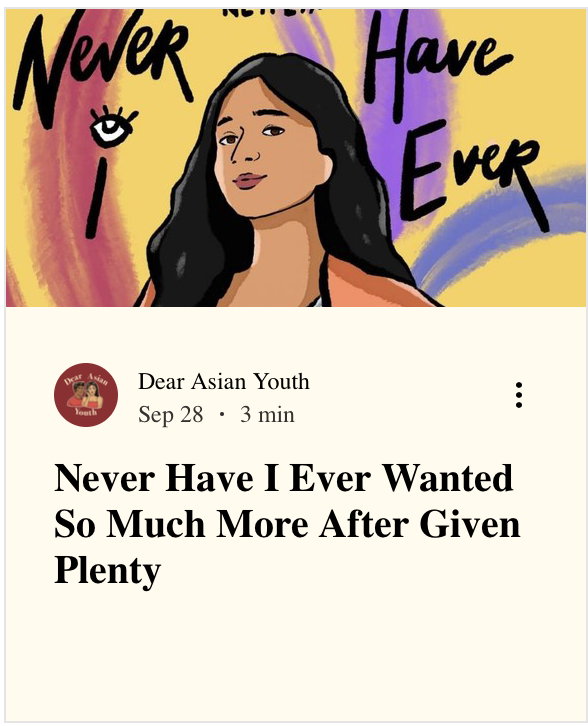 NETFLIX
Never Have
I Ever
Dear Asian Youth
Dear Asian Youth
Sep 28 · 3 min
Never Have I Ever Wanted
So Much More After Given
Plenty